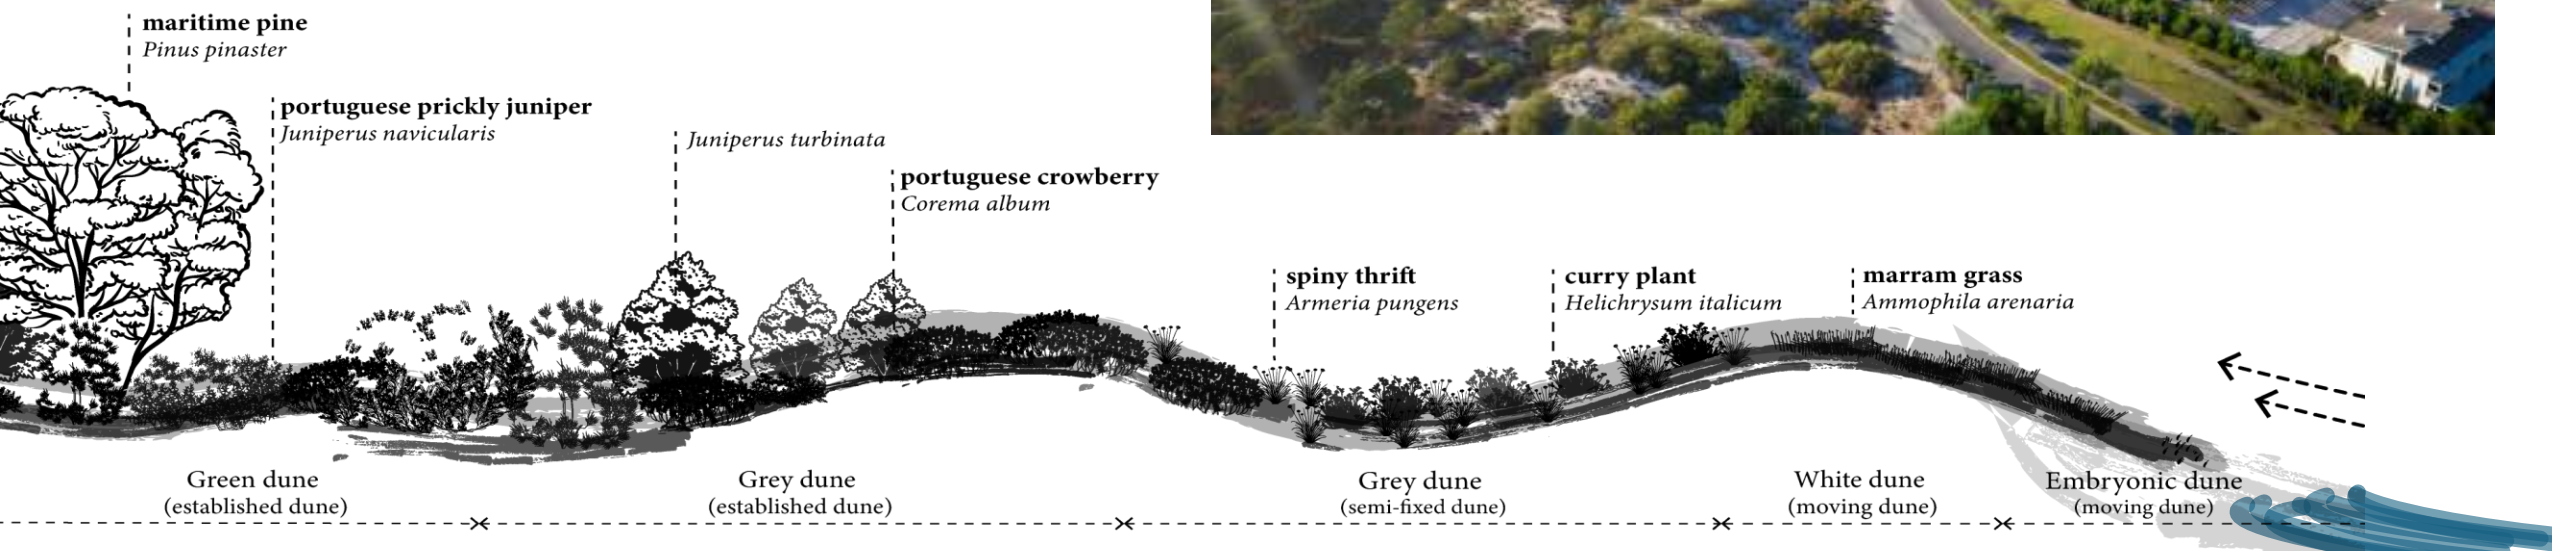 maritime pine
Pinus pinaster
portuguese prickly juniper
Juniperus navicularis
Juniperus turbinata
portuguese crowberry
Corema album
spiny thrift
Armeria pungens
curry plant
Helichrysum italicum
marram grass
Ammophila arenaria
Green dune
(established dune)
Grey dune
(established dune)
Grey dune
(semi-fixed dune)
White dune
(moving dune)
Embryonic dune
(moving dune)